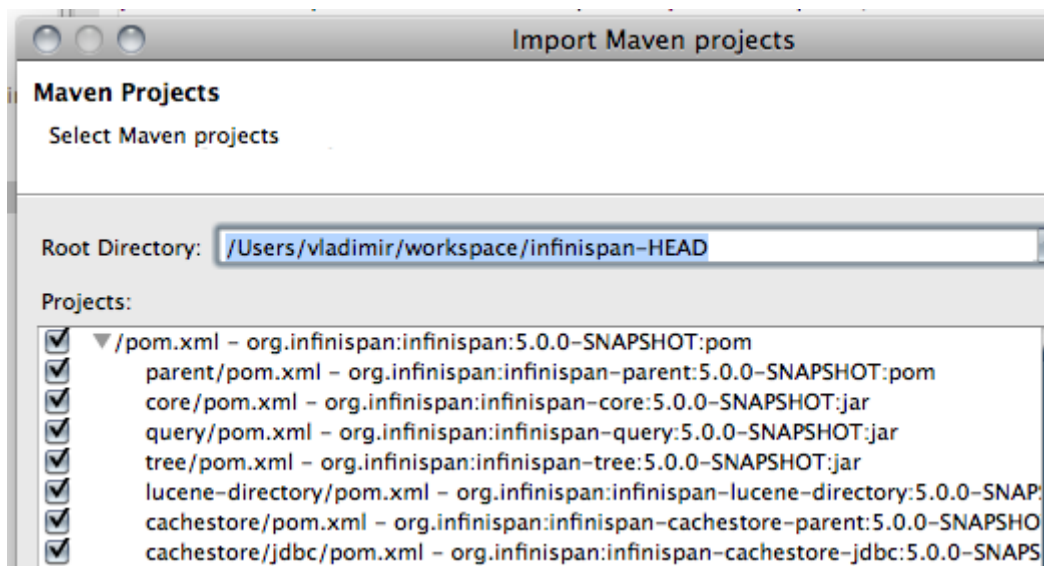 Import Maven projects
Maven Projects
Select Maven projects
Root Directory: /Users/vladimir/workspace/infinispan-HEAD
Projects:
/pom.xml – org.infinispan:infinispan:5.0.0-SNAPSHOT:pom
parent/pom.xml – org.infinispan:infinispan-parent:5.0.0-SNAPSHOT:pom
core/pom.xml – org.infinispan:infinispan-core:5.0.0-SNAPSHOT:jar
query/pom.xml – org.infinispan:infinispan-query:5.0.0-SNAPSHOT:jar
tree/pom.xml – org.infinispan:infinispan-tree:5.0.0-SNAPSHOT:jar
lucene-directory/pom.xml – org.infinispan:infinispan-lucene-directory:5.0.0-SNAP
cachestore/pom.xml – org.infinispan:infinispan-cachestore-parent:5.0.0-SNAPSHO
cachestore/jdbc/pom.xml – org.infinispan:infinispan-cachestore-jdbc:5.0.0-SNAPS